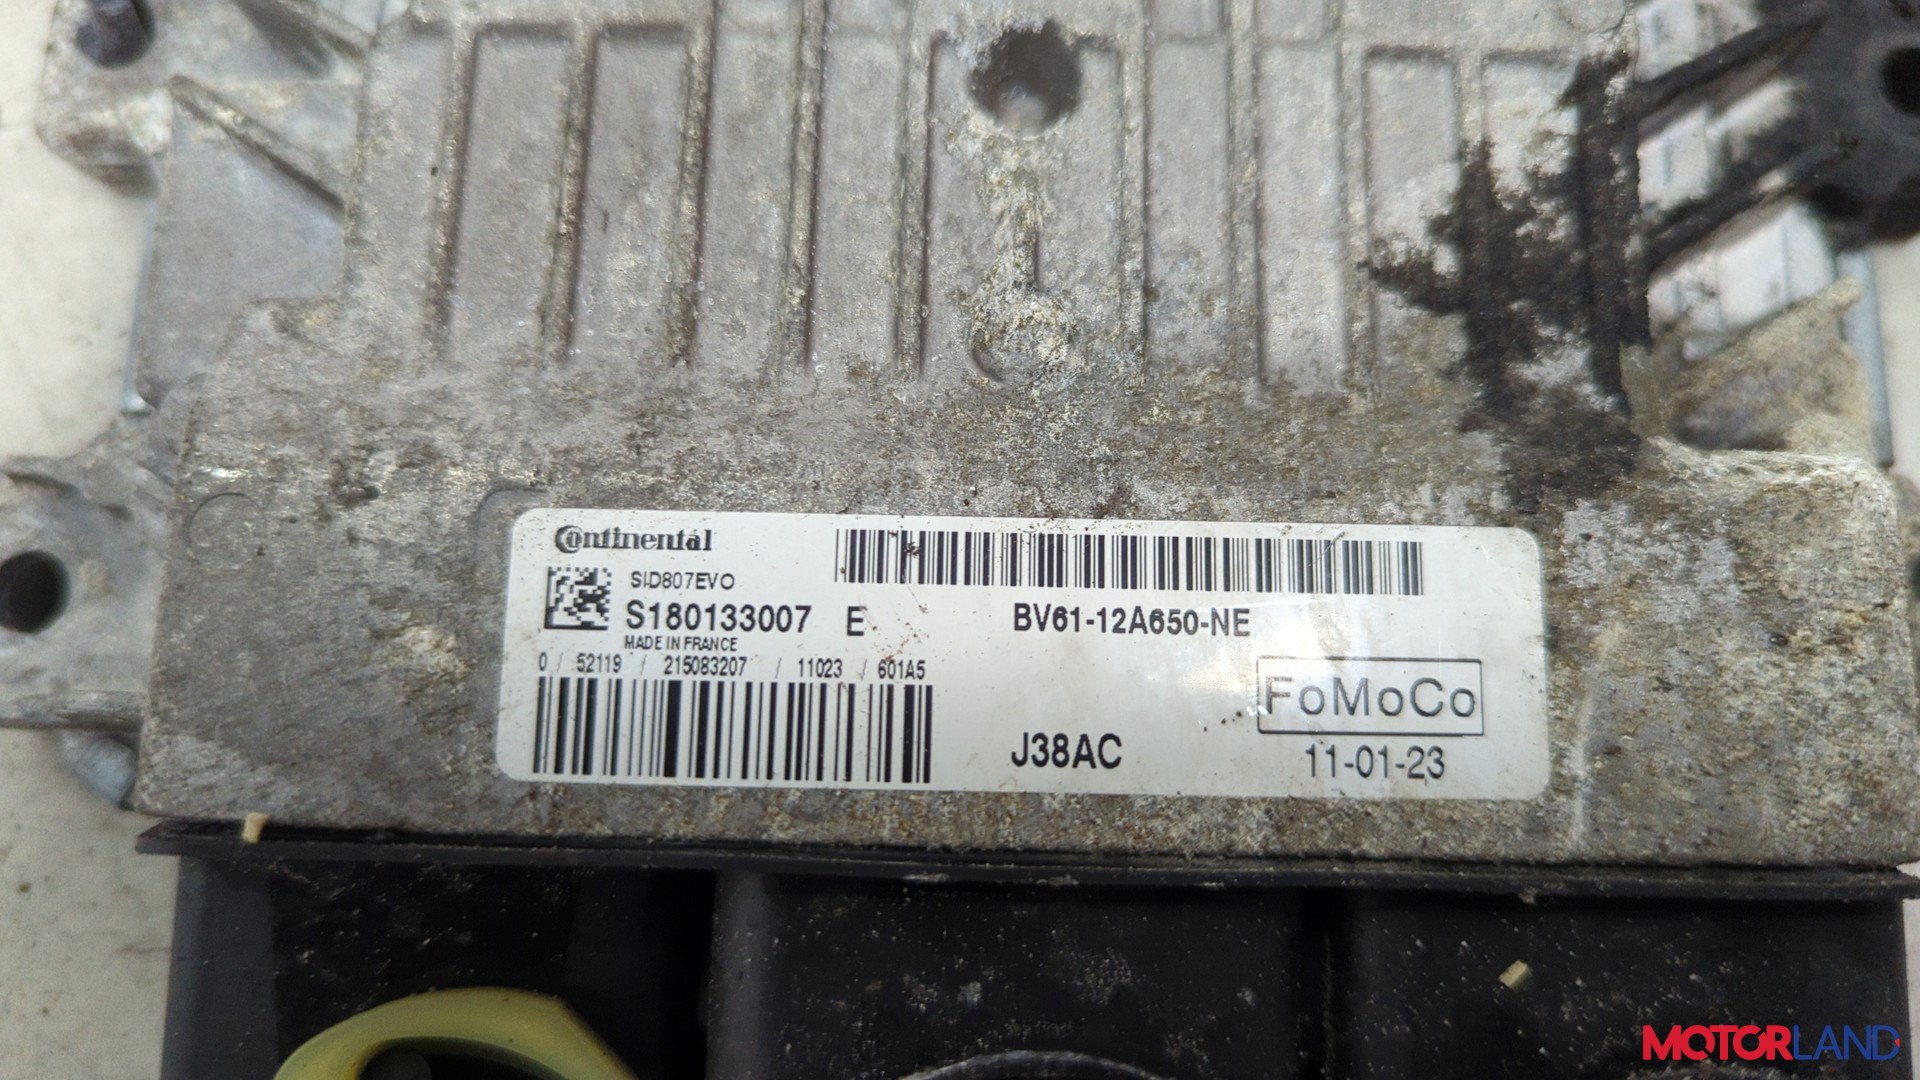 Continental
SID807EVO
S180133007 E
MADE IN FRANCE
0 / 52119 / 215083207 / 11023 / 601A5
BV61-12A650-NE
FoMoCo
J38AC
11-01-23
MOTORLAND